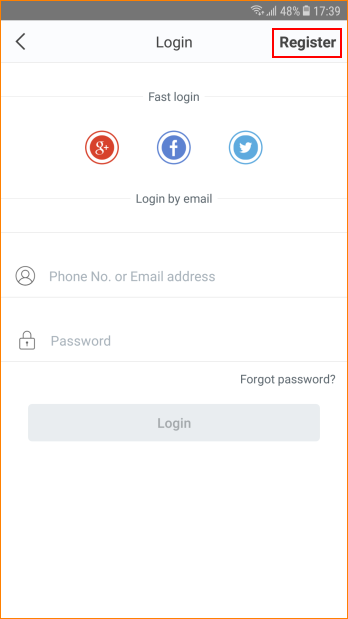 48% 17:39
Login Register
Fast login
g+ f
Login by email
Phone No. or Email address
Password
Forgot password?
Login